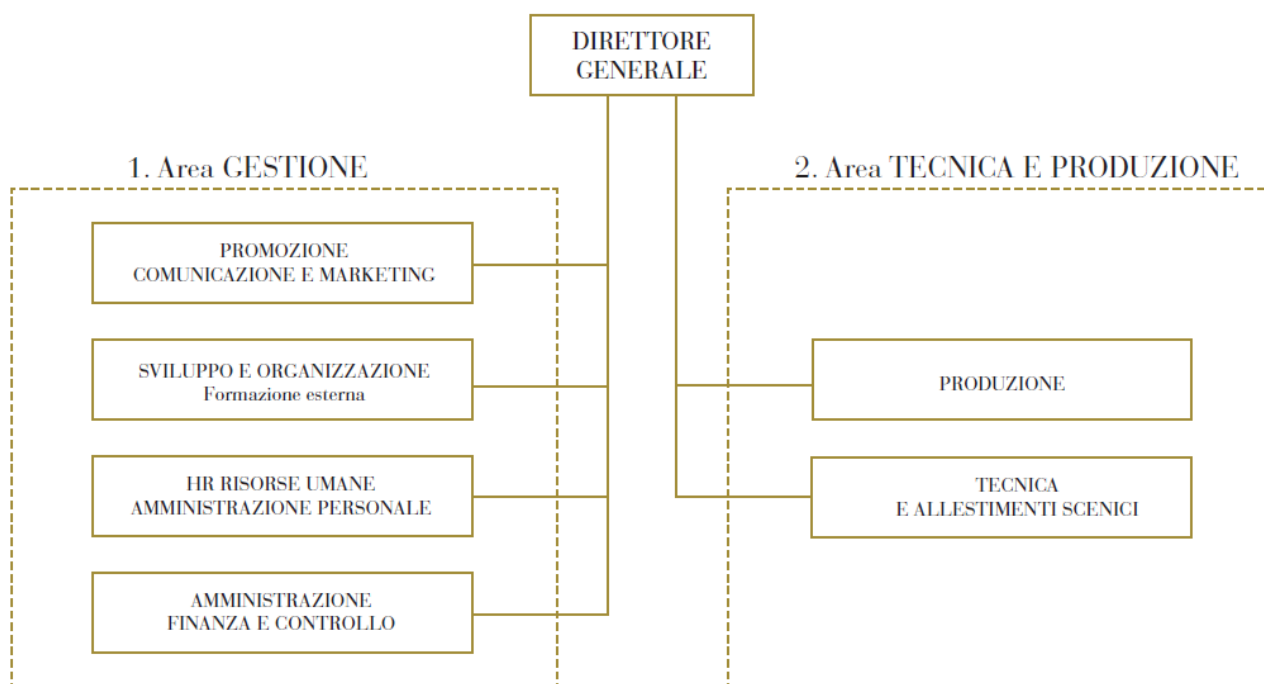 DIRETTORE
GENERALE
1. Area GESTIONE
PROMOZIONE
COMUNICAZIONE E MARKETING
SVILUPPO E ORGANIZZAZIONE
Formazione esterna
HR RISORSE UMANE
AMMINISTRAZIONE PERSONALE
AMMINISTRAZIONE
FINANZA E CONTROLLO
2. Area TECNICA E PRODUZIONE
PRODUZIONE
TECNICA
E ALLESTIMENTI SCENICI